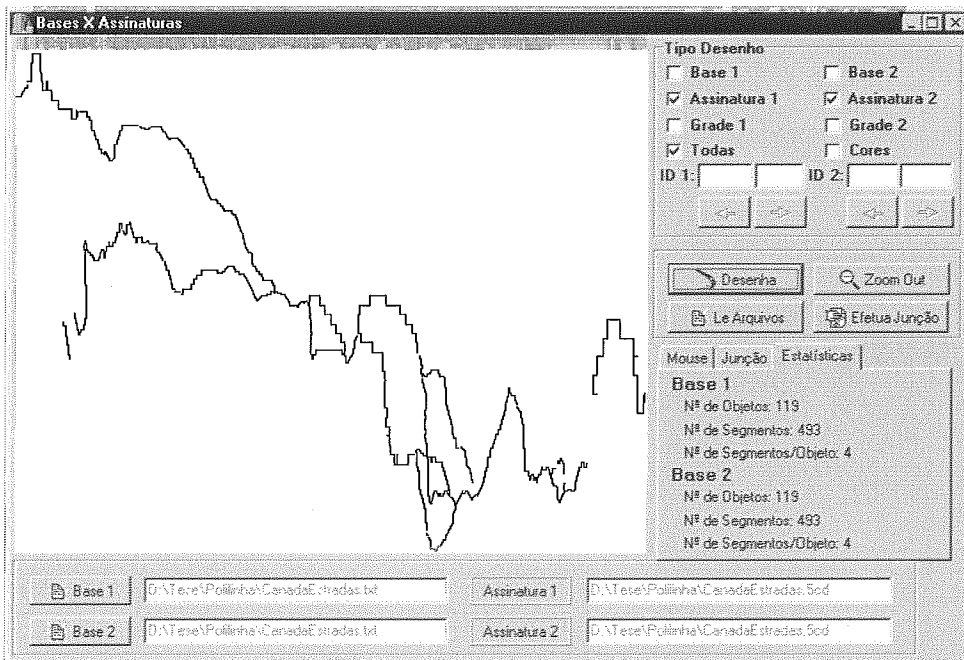 Bases X Assinaturas
Tipo Desenho
Base 1 Base 2
Assinatura 1 Assinatura 2
Grade 1 Grade 2
Todas Cores
ID 1: ID 2:
Desenha Zoom Out
Le Arquivos Efetua Junção
Mouse Junção Estatísticas
Base 1
Nº de Objetos: 119
Nº de Segmentos: 493
Nº de Segmentos/Objeto: 4
Base 2
Nº de Objetos: 119
Nº de Segmentos: 493
Nº de Segmentos/Objeto: 4
Base 1 D:\Tese\Polilinha\CanadaEstradas.txt Assinatura 1 D:\Tese\Polilinha\CanadaEstradas.5cd
Base 2 D:\Tese\Polilinha\CanadaEstradas.txt Assinatura 2 D:\Tese\Polilinha\CanadaEstradas.5cd